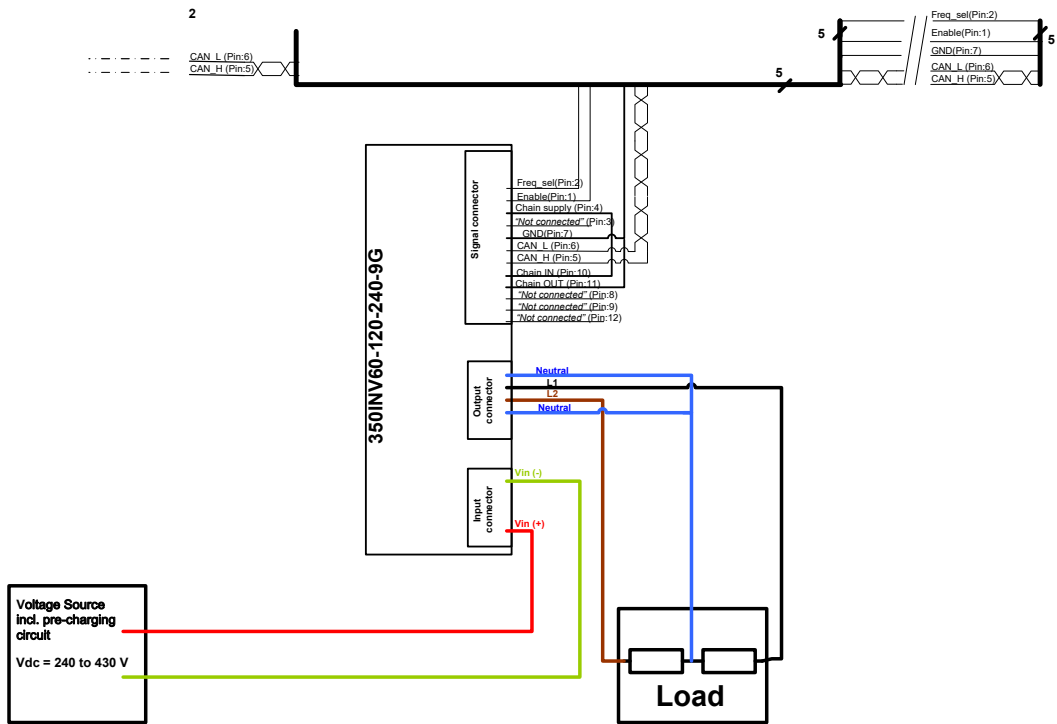 2
CAN_L (Pin:6)
CAN_H (Pin:5)
5
5
Freq_sel(Pin:2)
Enable(Pin:1)
GND(Pin:7)
CAN_L (Pin:6)
CAN_H (Pin:5)
5
350INV60-120-240-9G
Signal connector
Freq_sel(Pin:2)
Enable(Pin:1)
Chain supply (Pin:4)
"Not connected" (Pin:3)
GND(Pin:7)
CAN_L (Pin:6)
CAN_H (Pin:5)
Chain IN (Pin:10)
Chain OUT (Pin:11)
"Not connected" (Pin:8)
"Not connected" (Pin:9)
"Not connected" (Pin:12)
Output
connector
Neutral
L1
L2
Neutral
Input
connector
Vin (-)
Vin (+)
Voltage Source
incl. pre-charging
circuit
Vdc = 240 to 430 V
Load